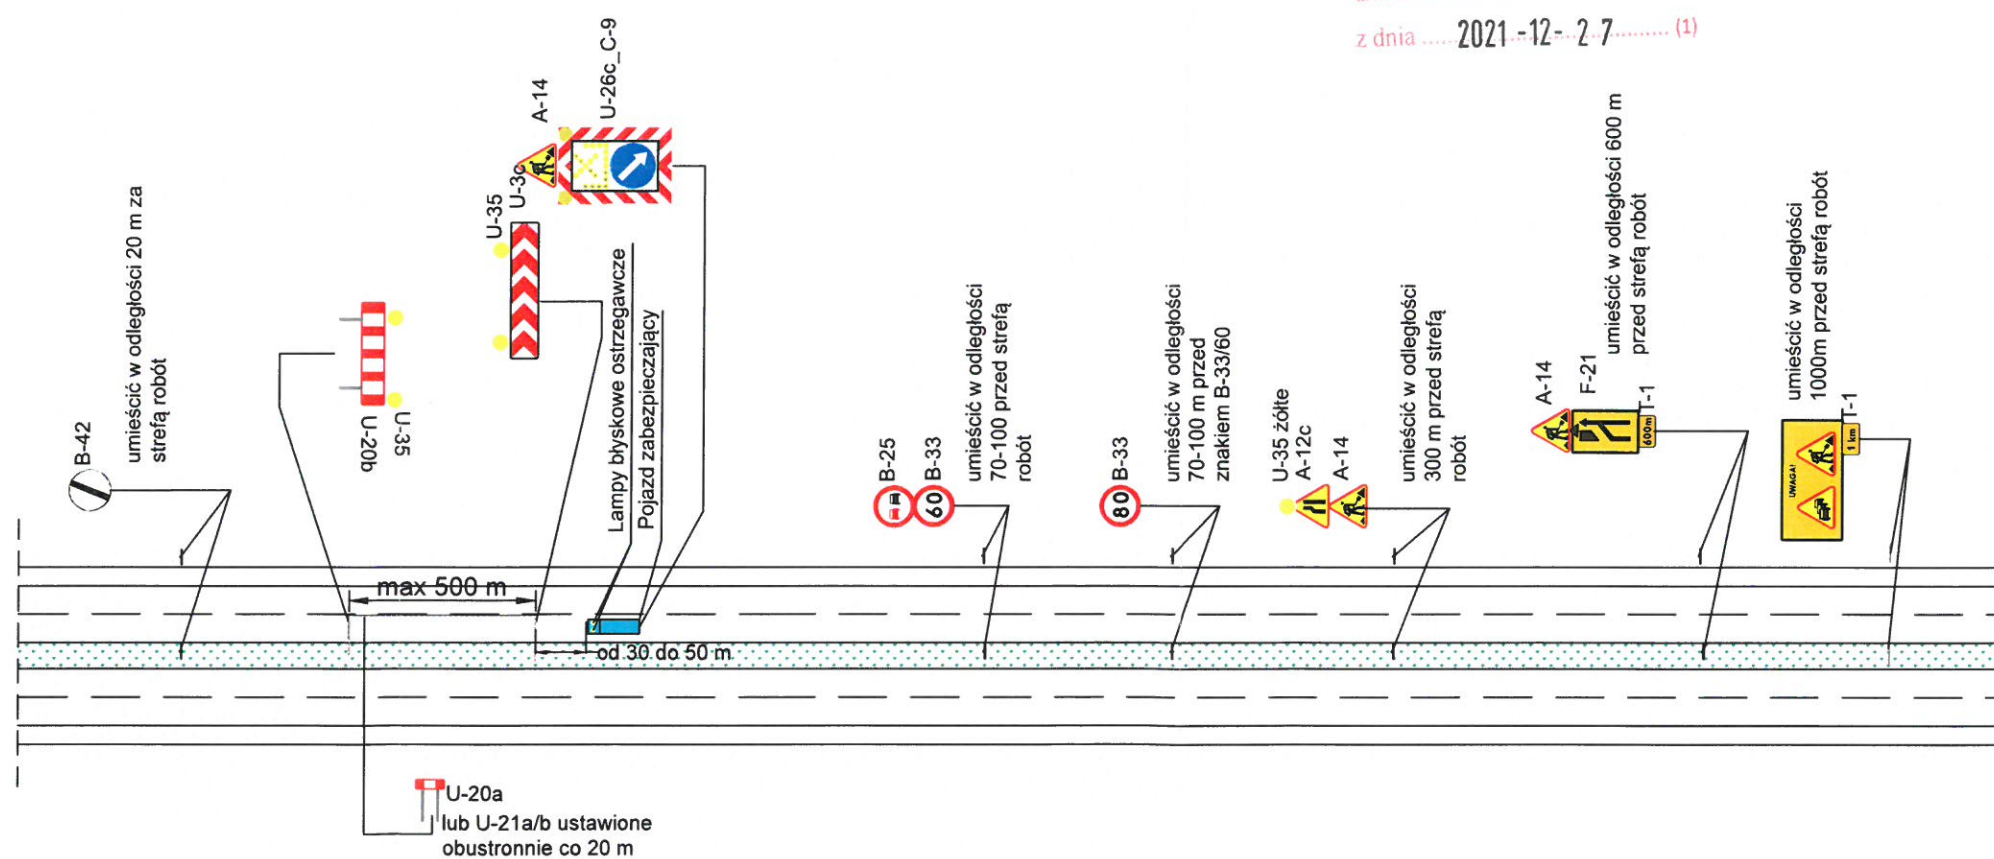 z dnia ........ 2021 -12- 2 7 ........ (1)
B-42
umieścić w odległości 20 m za
strefą robót
U-20b
U-35
U-35
U-3c
A-14
U-26c_C-9
Lampy błyskowe ostrzegawcze
Pojazd zabezpieczający
max 500 m
od 30 do 50 m
B-25
60
B-33
umieścić w odległości
70-100 przed strefą
robót
80
B-33
umieścić w odległości
70-100 m przed
znakiem B-33/60
U-35 żółte
A-12c
A-14
umieścić w odległości
300 m przed strefą
robót
A-14
F-21
600m
T-1
umieścić w odległości 600 m
przed strefą robót
UWAGA!
1 km
T-1
umieścić w odległości
1000m przed strefą robót
U-20a
lub U-21a/b ustawione
obustronnie co 20 m